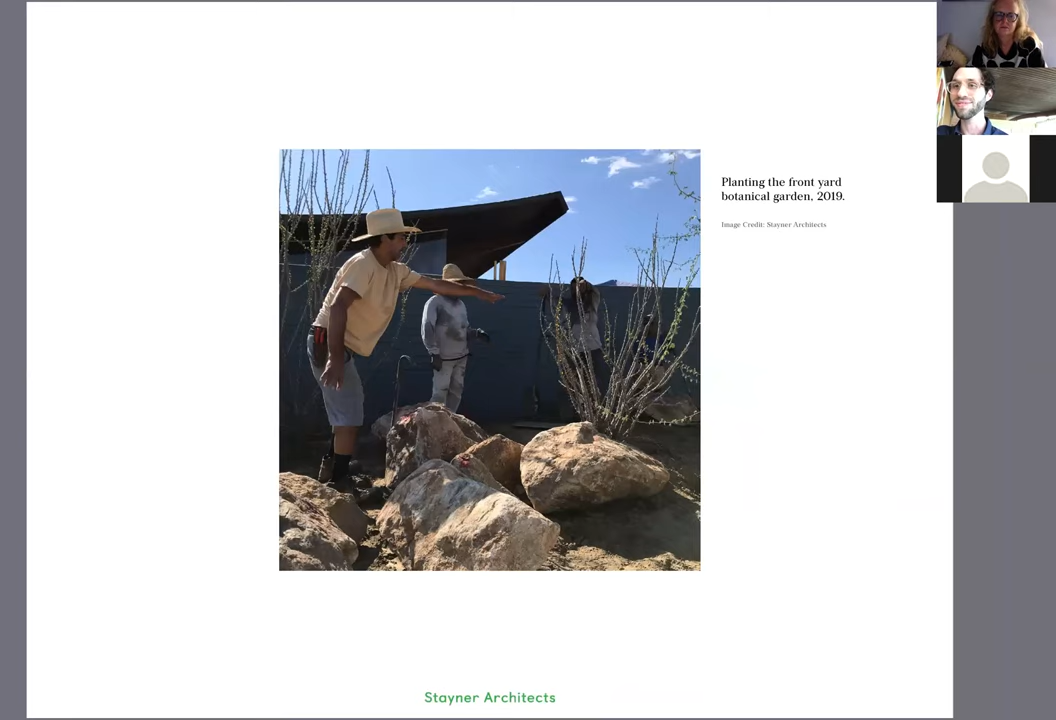 Planting the front yard
botanical garden, 2019.
Image Credit: Stayner Architects
Stayner Architects